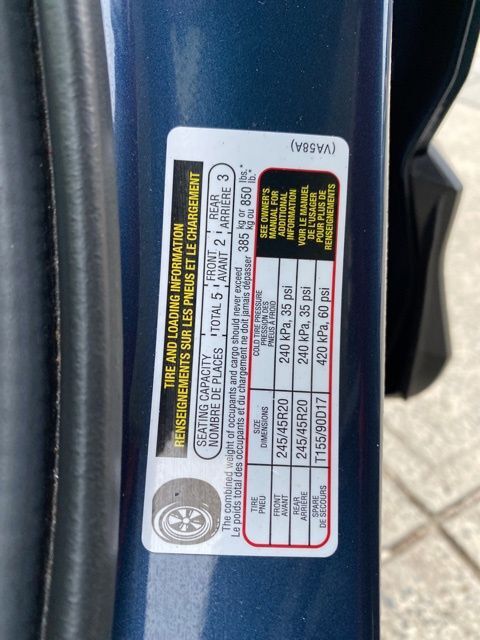 TIRE AND LOADING INFORMATION
RENSEIGNEMENTS SUR LES PNEUS ET LE CHARGEMENT
SEATING CAPACITY
NOMBRE DE PLACES
TOTAL 5
FRONT
AVANT 2
REAR
ARRIÈRE 3
The combined weight of occupants and cargo should never exceed 385 kg or 850 lbs.*
Le poids total des occupants et du chargement ne doit jamais dépasser kg ou lb.*
TIRE
PNEU
SIZE
DIMENSIONS
COLD TIRE PRESSURE
PRESSION DES
PNEUS À FROID
FRONT
AVANT
245/45R20
240 kPa, 35 psi
REAR
ARRIÈRE
245/45R20
240 kPa, 35 psi
SPARE
DE SECOURS
T155/90D17
420 kPa, 60 psi
SEE OWNER'S
MANUAL FOR
ADDITIONAL
INFORMATION
VOIR LE MANUEL
DE L'USAGER
POUR PLUS DE
RENSEIGNEMENTS
(VA58A)